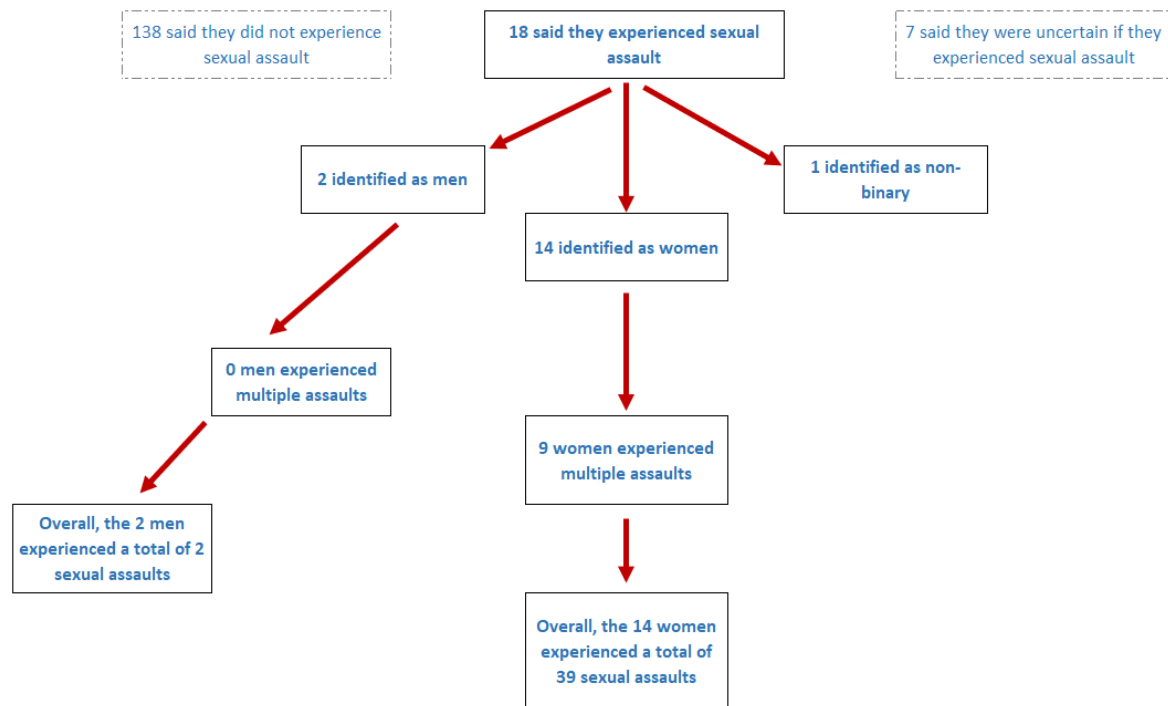 138 said they did not experience
sexual assault
18 said they experienced sexual
assault
7 said they were uncertain if they
experienced sexual assault
2 identified as men
1 identified as non-
binary
14 identified as women
0 men experienced
multiple assaults
9 women experienced
multiple assaults
Overall, the 2 men
experienced a total of 2
sexual assaults
Overall, the 14 women
experienced a total of
39 sexual assaults